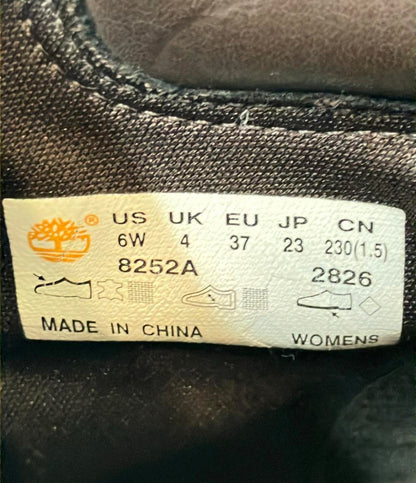 ® US UK EU JP CN
6W 4 37 23 230(1.5)
8252A 2826
MADE IN CHINA WOMENS